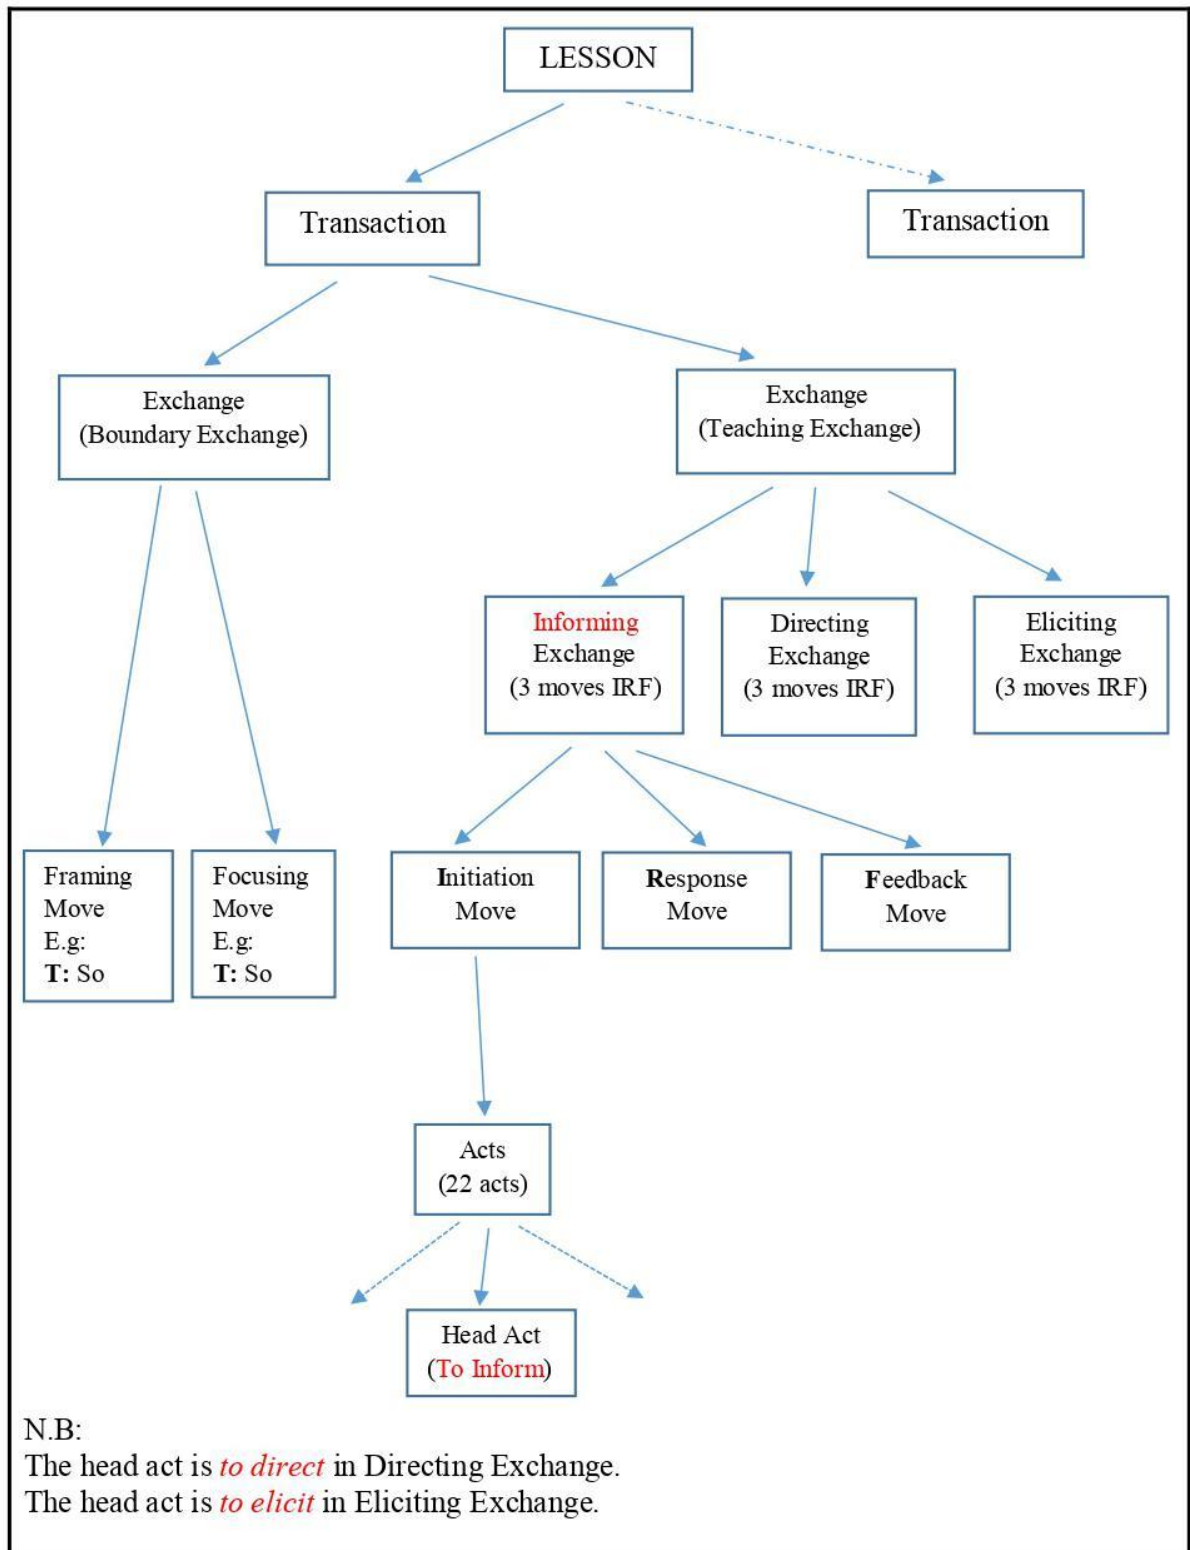 LESSON
Transaction
Transaction
Exchange
(Boundary Exchange)
Exchange
(Teaching Exchange)
Informing
Exchange
(3 moves IRF)
Directing
Exchange
(3 moves IRF)
Eliciting
Exchange
(3 moves IRF)
Framing
Move
E.g:
T: So
Focusing
Move
E.g:
T: So
Initiation
Move
Response
Move
Feedback
Move
Acts
(22 acts)
Head Act
(To Inform)
N.B:
The head act is to direct in Directing Exchange.
The head act is to elicit in Eliciting Exchange.